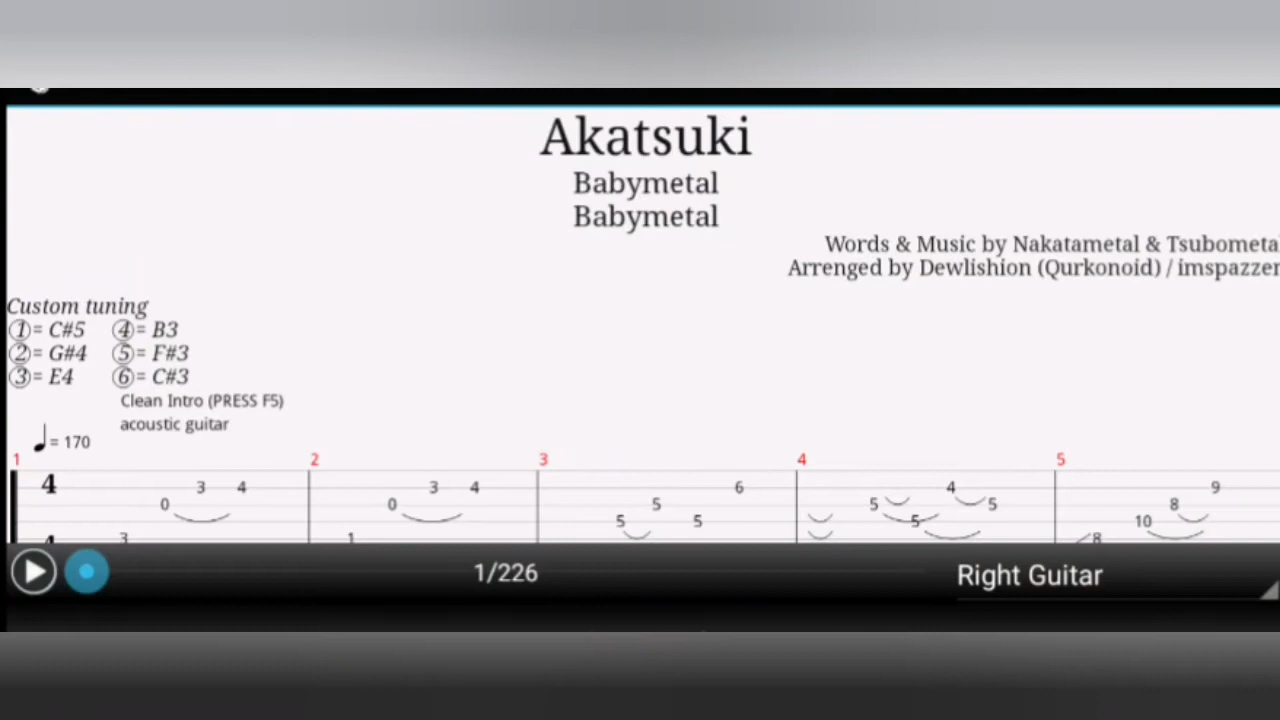 Akatsuki
Babymetal
Babymetal
Words & Music by Nakatametal & Tsubometal
Arranged by Dewlishion (Qurkonoid) / imspazzer
Custom tuning
①= C#5 ④= B3
②= G#4 ⑤= F#3
③= E4 ⑥= C#3
Clean Intro (PRESS F5)
acoustic guitar
= 170
1 2 3 4 5
4 3 4 3 4 6 4 9
0 0 5 5 5 8
5 5 5 10
4 3 1 8
1/226 Right Guitar